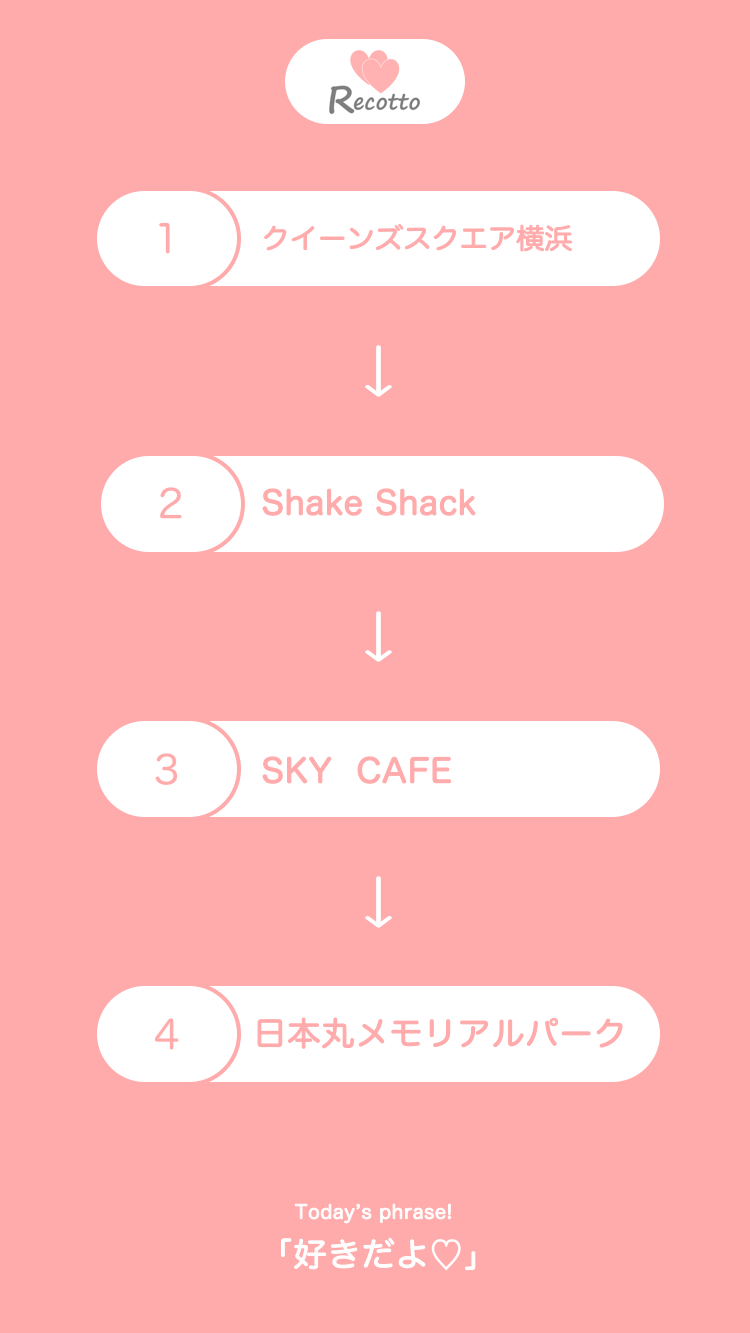 Recotto
1
クイーンズスクエア横浜
↓
2
Shake Shack
↓
3
SKY CAFE
↓
4
日本丸メモリアルパーク
Today's phrase!
「好きだよ♡」